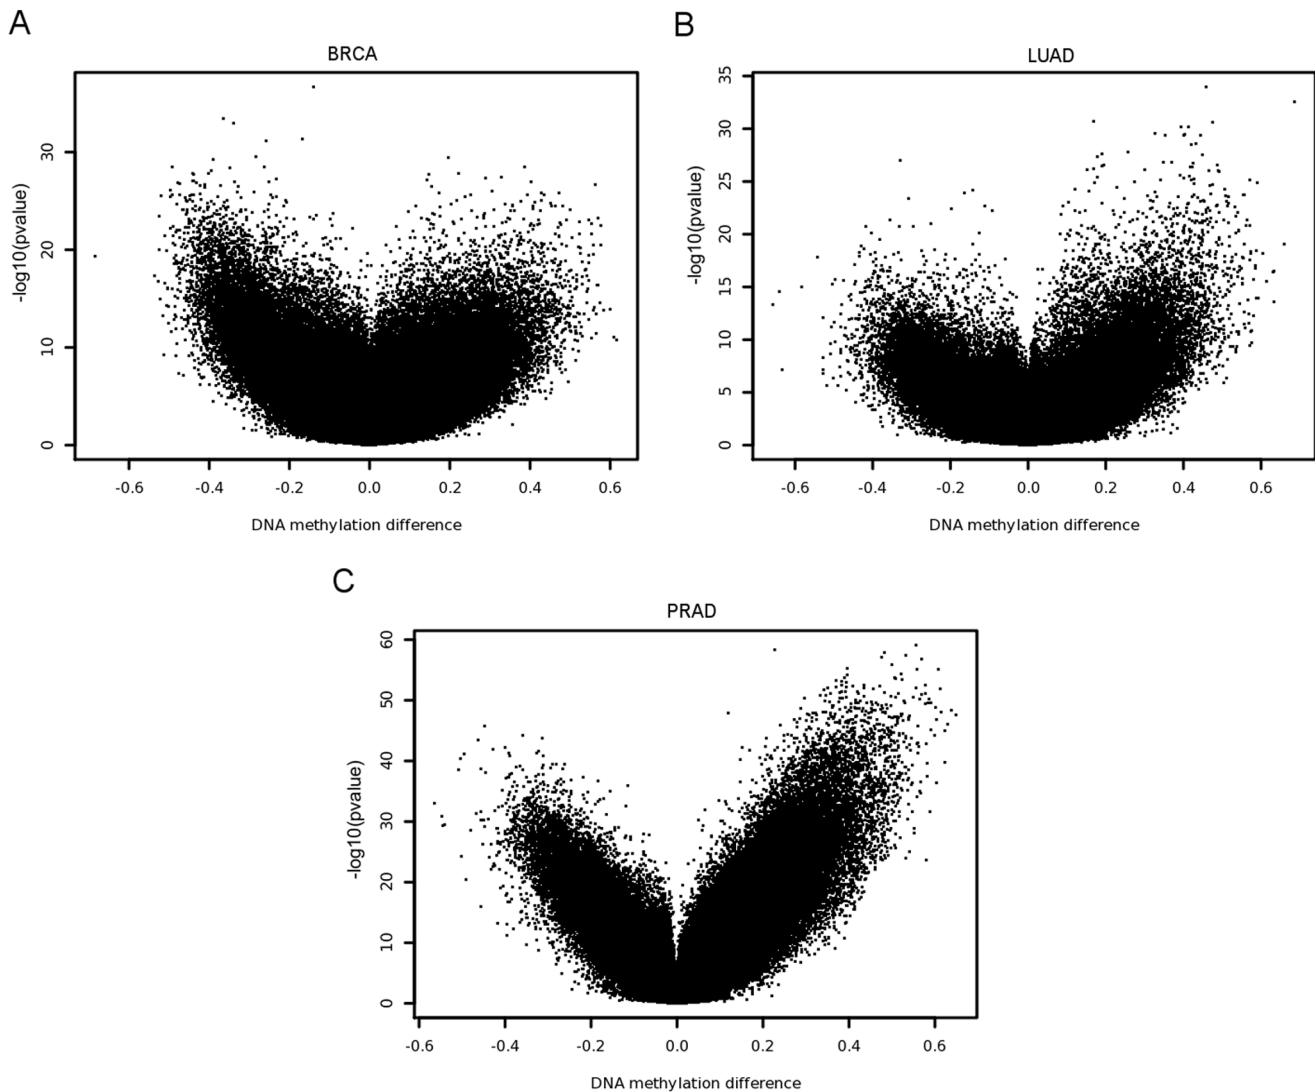 A
BRCA
-log10(pvalue)
30
20
10
0
-0.6 -0.4 -0.2 0.0 0.2 0.4 0.6
DNA methylation difference
B
LUAD
-log10(pvalue)
35
30
25
20
15
10
5
0
-0.6 -0.4 -0.2 0.0 0.2 0.4 0.6
DNA methylation difference
C
PRAD
-log10(pvalue)
60
50
40
30
20
10
0
-0.6 -0.4 -0.2 0.0 0.2 0.4 0.6
DNA methylation difference